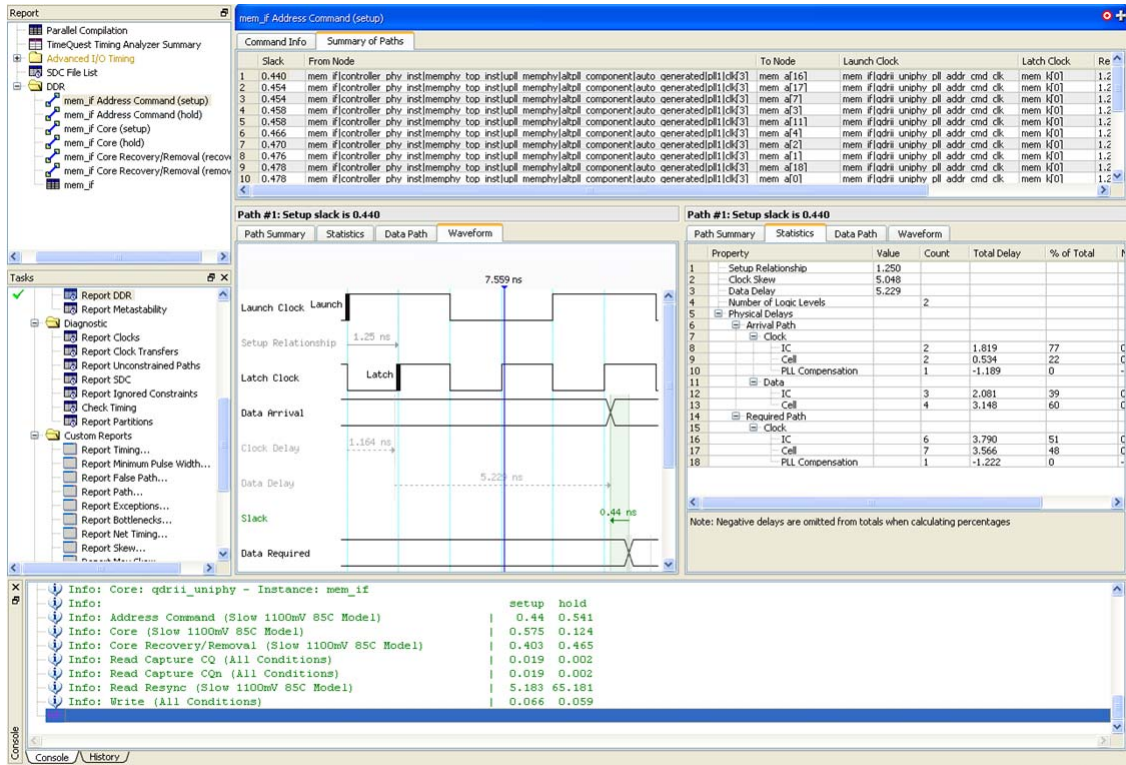 Report
Parallel Compilation
TimeQuest Timing Analyzer Summary
Advanced I/O Timing
SDC File List
DDR
mem_if Address Command (setup)
mem_if Address Command (hold)
mem_if Core (setup)
mem_if Core (hold)
mem_if Core Recovery/Removal (recov
mem_if Core Recovery/Removal (remov
mem_if
Tasks
Report DDR
Report Metastability
Diagnostic
Report Clocks
Report Clock Transfers
Report Unconstrained Paths
Report SDC
Report Ignored Constraints
Check Timing
Report Partitions
Custom Reports
Report Timing...
Report Minimum Pulse Width...
Report False Path...
Report Path...
Report Exceptions...
Report Bottlenecks...
Report Net Timing...
Report Skew...
mem_if Address Command (setup)
Command Info Summary of Paths
Slack From Node To Node Launch Clock Latch Clock Re
1 0.440 mem_if|controller_phy_inst|memphy_top_inst|upll_memphy|altpll_component|auto_generated|pll1|clk[3] mem_a[16] mem_if|qdrii_uniphy_pll_addr_cmd_clk mem_k[0] 1.2
2 0.454 mem_if|controller_phy_inst|memphy_top_inst|upll_memphy|altpll_component|auto_generated|pll1|clk[3] mem_a[17] mem_if|qdrii_uniphy_pll_addr_cmd_clk mem_k[0] 1.2
3 0.454 mem_if|controller_phy_inst|memphy_top_inst|upll_memphy|altpll_component|auto_generated|pll1|clk[3] mem_a[7] mem_if|qdrii_uniphy_pll_addr_cmd_clk mem_k[0] 1.2
4 0.458 mem_if|controller_phy_inst|memphy_top_inst|upll_memphy|altpll_component|auto_generated|pll1|clk[3] mem_a[3] mem_if|qdrii_uniphy_pll_addr_cmd_clk mem_k[0] 1.2
5 0.458 mem_if|controller_phy_inst|memphy_top_inst|upll_memphy|altpll_component|auto_generated|pll1|clk[3] mem_a[11] mem_if|qdrii_uniphy_pll_addr_cmd_clk mem_k[0] 1.2
6 0.466 mem_if|controller_phy_inst|memphy_top_inst|upll_memphy|altpll_component|auto_generated|pll1|clk[3] mem_a[4] mem_if|qdrii_uniphy_pll_addr_cmd_clk mem_k[0] 1.2
7 0.470 mem_if|controller_phy_inst|memphy_top_inst|upll_memphy|altpll_component|auto_generated|pll1|clk[3] mem_a[2] mem_if|qdrii_uniphy_pll_addr_cmd_clk mem_k[0] 1.2
8 0.476 mem_if|controller_phy_inst|memphy_top_inst|upll_memphy|altpll_component|auto_generated|pll1|clk[3] mem_a[1] mem_if|qdrii_uniphy_pll_addr_cmd_clk mem_k[0] 1.2
9 0.478 mem_if|controller_phy_inst|memphy_top_inst|upll_memphy|altpll_component|auto_generated|pll1|clk[3] mem_a[18] mem_if|qdrii_uniphy_pll_addr_cmd_clk mem_k[0] 1.2
10 0.478 mem_if|controller_phy_inst|memphy_top_inst|upll_memphy|altpll_component|auto_generated|pll1|clk[3] mem_a[0] mem_if|qdrii_uniphy_pll_addr_cmd_clk mem_k[0] 1.2
Path #1: Setup slack is 0.440
Path Summary Statistics Data Path Waveform
7.559 ns
Launch Clock Launch
Setup Relationship 1.25 ns
Latch Clock Latch
Data Arrival
Clock Delay 1.164 ns
Data Delay 5.229 ns
Slack 0.44 ns
Data Required
Path #1: Setup slack is 0.440
Path Summary Statistics Data Path Waveform
Property Value Count Total Delay % of Total
1 Setup Relationship 1.250
2 Clock Skew 5.048
3 Data Delay 5.229
4 Number of Logic Levels 2
5 Physical Delays
6 Arrival Path
7 Clock
8 IC 2 1.819 77
9 Cell 2 0.534 22
10 PLL Compensation 1 -1.189 0
11 Data
12 IC 3 2.081 39
13 Cell 4 3.148 60
14 Required Path
15 Clock
16 IC 6 3.790 51
17 Cell 7 3.566 48
18 PLL Compensation 1 -1.222 0
Note: Negative delays are omitted from totals when calculating percentages
Info: Core: qdrii_uniphy - Instance: mem_if
Info: setup hold
Info: Address Command (Slow 1100mV 85C Model) | 0.44 0.541
Info: Core (Slow 1100mV 85C Model) | 0.575 0.124
Info: Core Recovery/Removal (Slow 1100mV 85C Model) | 0.403 0.465
Info: Read Capture CQ (All Conditions) | 0.019 0.002
Info: Read Capture CQn (All Conditions) | 0.019 0.002
Info: Read Resync (Slow 1100mV 85C Model) | 5.183 65.181
Info: Write (All Conditions) | 0.066 0.059
Console
Console History